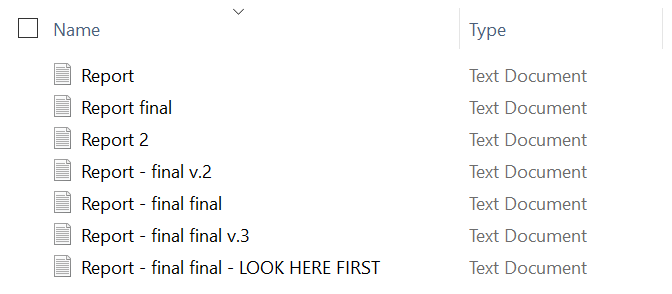 Name Type
Report Text Document
Report final Text Document
Report 2 Text Document
Report - final v.2 Text Document
Report - final final Text Document
Report - final final v.3 Text Document
Report - final final - LOOK HERE FIRST Text Document